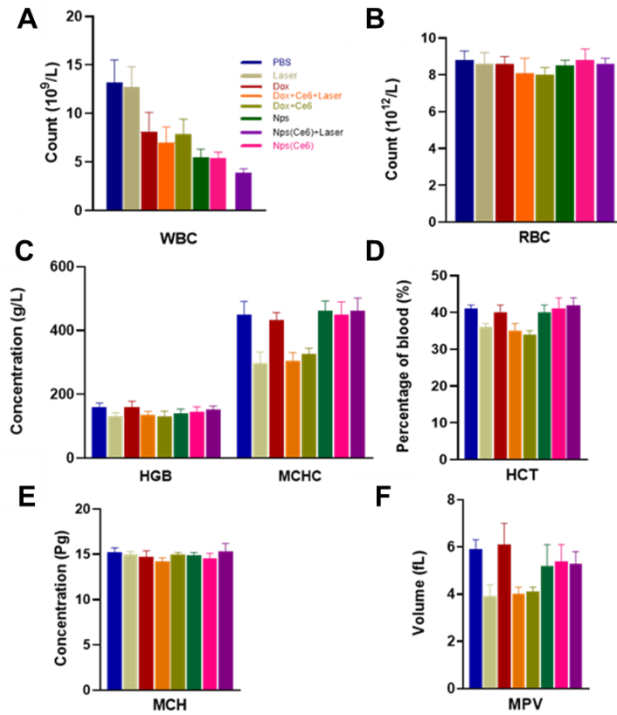 A
Count (10⁹/L)
15
10
5
0
PBS
Laser
Dox
Dox+Ce6+Laser
Dox+Ce6
Nps
Nps(Ce6)+Laser
Nps(Ce6)
WBC
B
Count (10¹²/L)
10
8
6
4
2
0
RBC
C
Concentration (g/L)
600
400
200
0
HGB
MCHC
D
Percentage of blood (%)
50
40
30
20
10
0
HCT
E
Concentration (Pg)
20
15
10
5
0
MCH
F
Volume (fL)
8
6
4
2
0
MPV